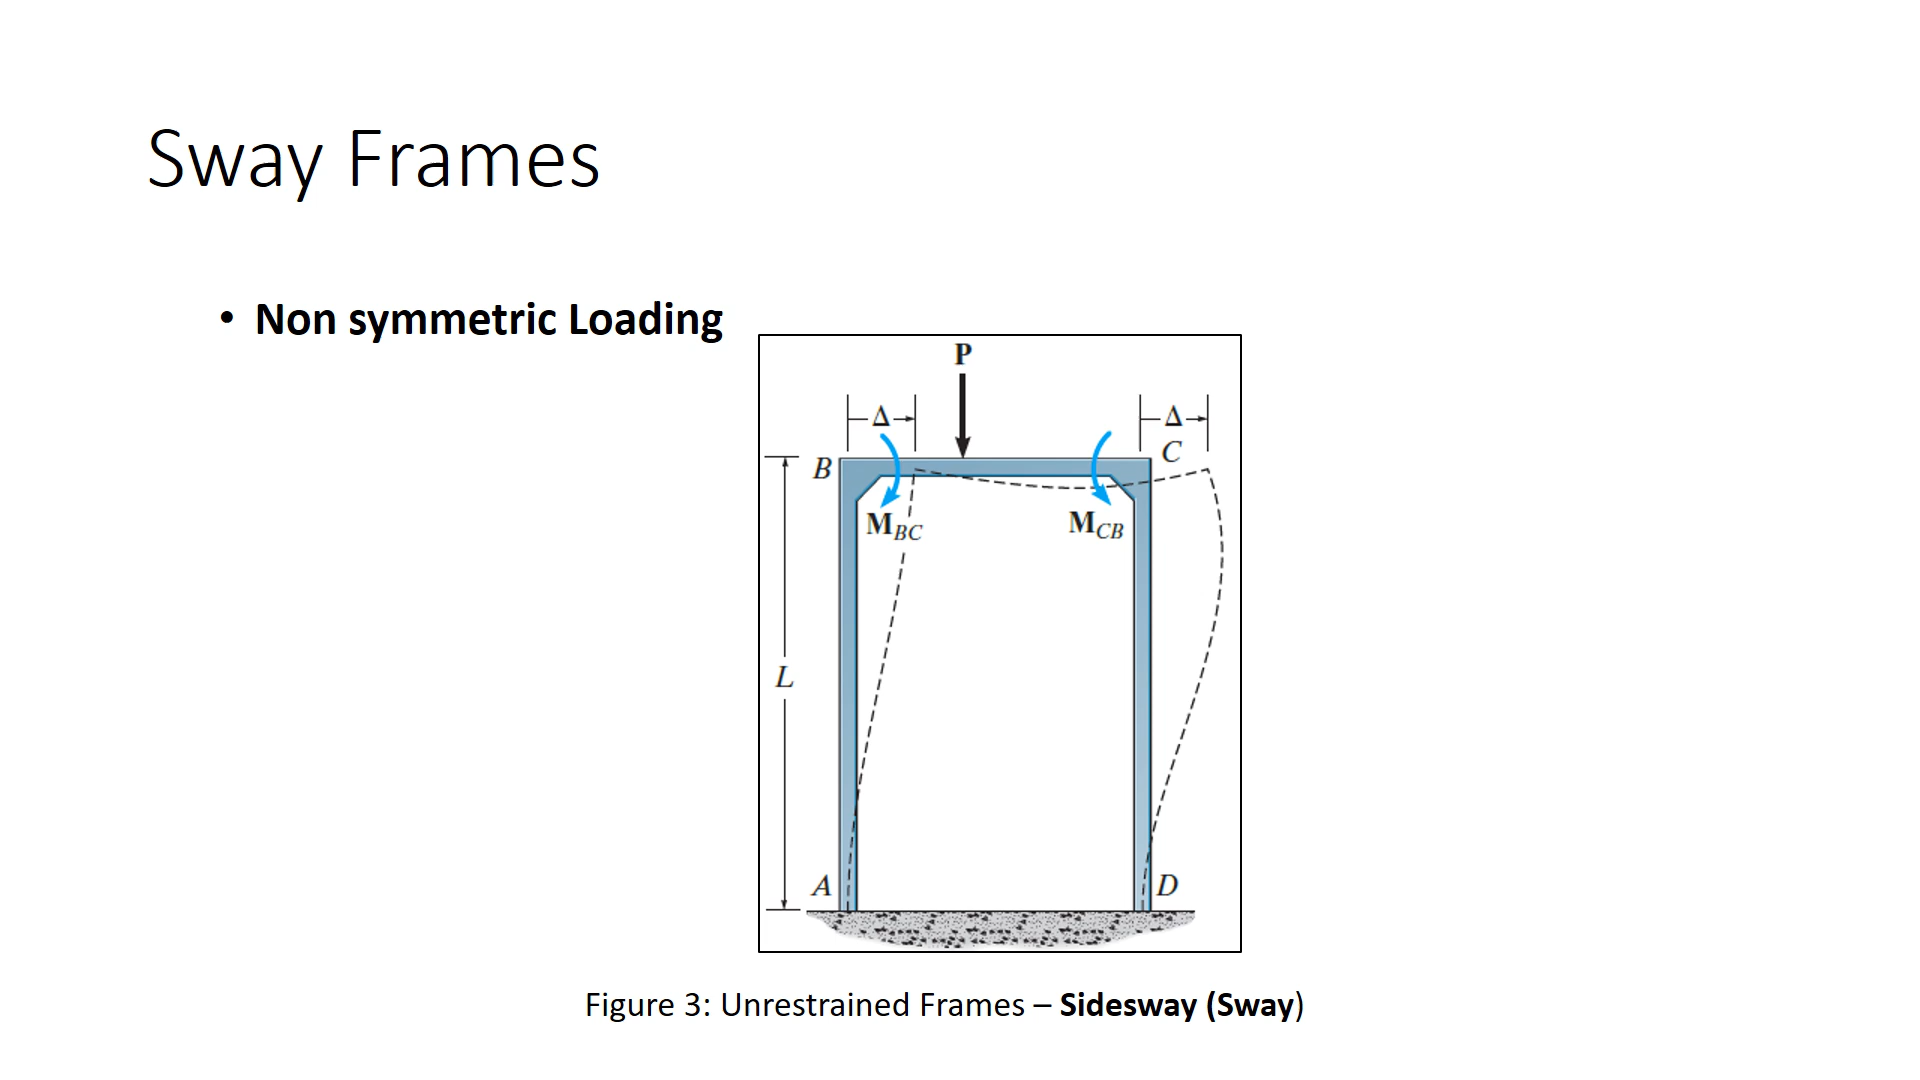 Sway Frames
• Non symmetric Loading
P
Δ Δ
B C
M_BC M_CB
L
A D
Figure 3: Unrestrained Frames – Sidesway (Sway)